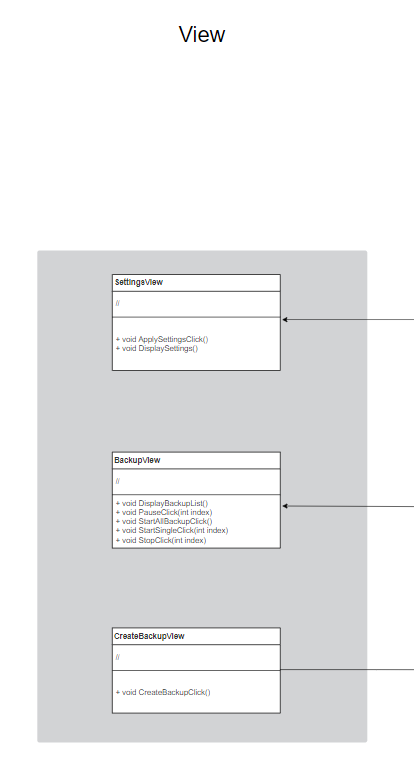 View
SettingsView
//
+ void ApplySettingsClick()
+ void DisplaySettings()
BackupView
//
+ void DisplayBackupList()
+ void PauseClick(int index)
+ void StartAllBackupClick()
+ void StartSingleClick(int index)
+ void StopClick(int index)
CreateBackupView
//
+ void CreateBackupClick()